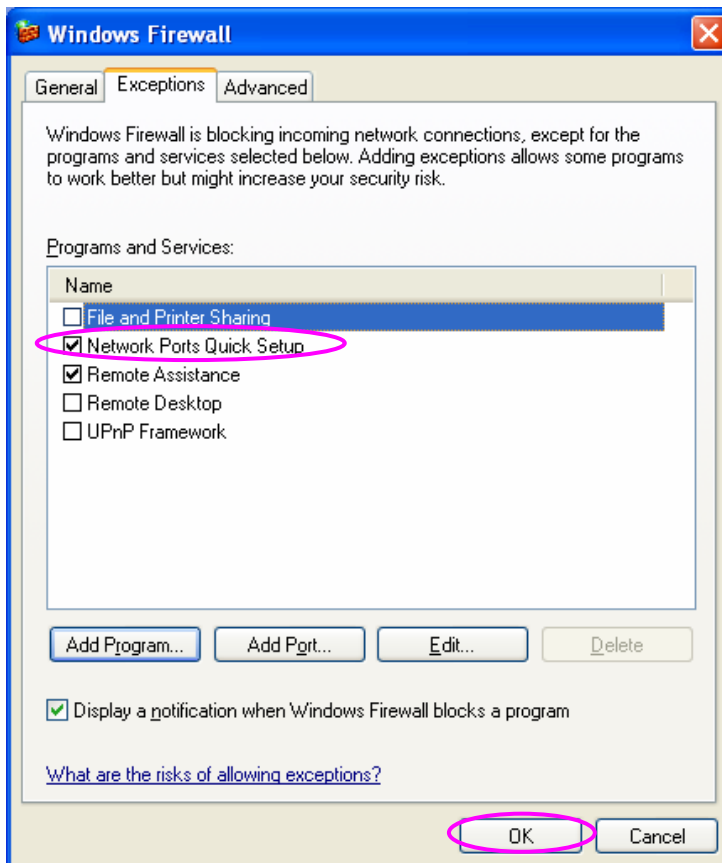 Windows Firewall
General Exceptions Advanced
Windows Firewall is blocking incoming network connections, except for the
programs and services selected below. Adding exceptions allows some programs
to work better but might increase your security risk.
Programs and Services:
Name
File and Printer Sharing
Network Ports Quick Setup
Remote Assistance
Remote Desktop
UPnP Framework
Add Program... Add Port... Edit... Delete
Display a notification when Windows Firewall blocks a program
What are the risks of allowing exceptions?
OK Cancel